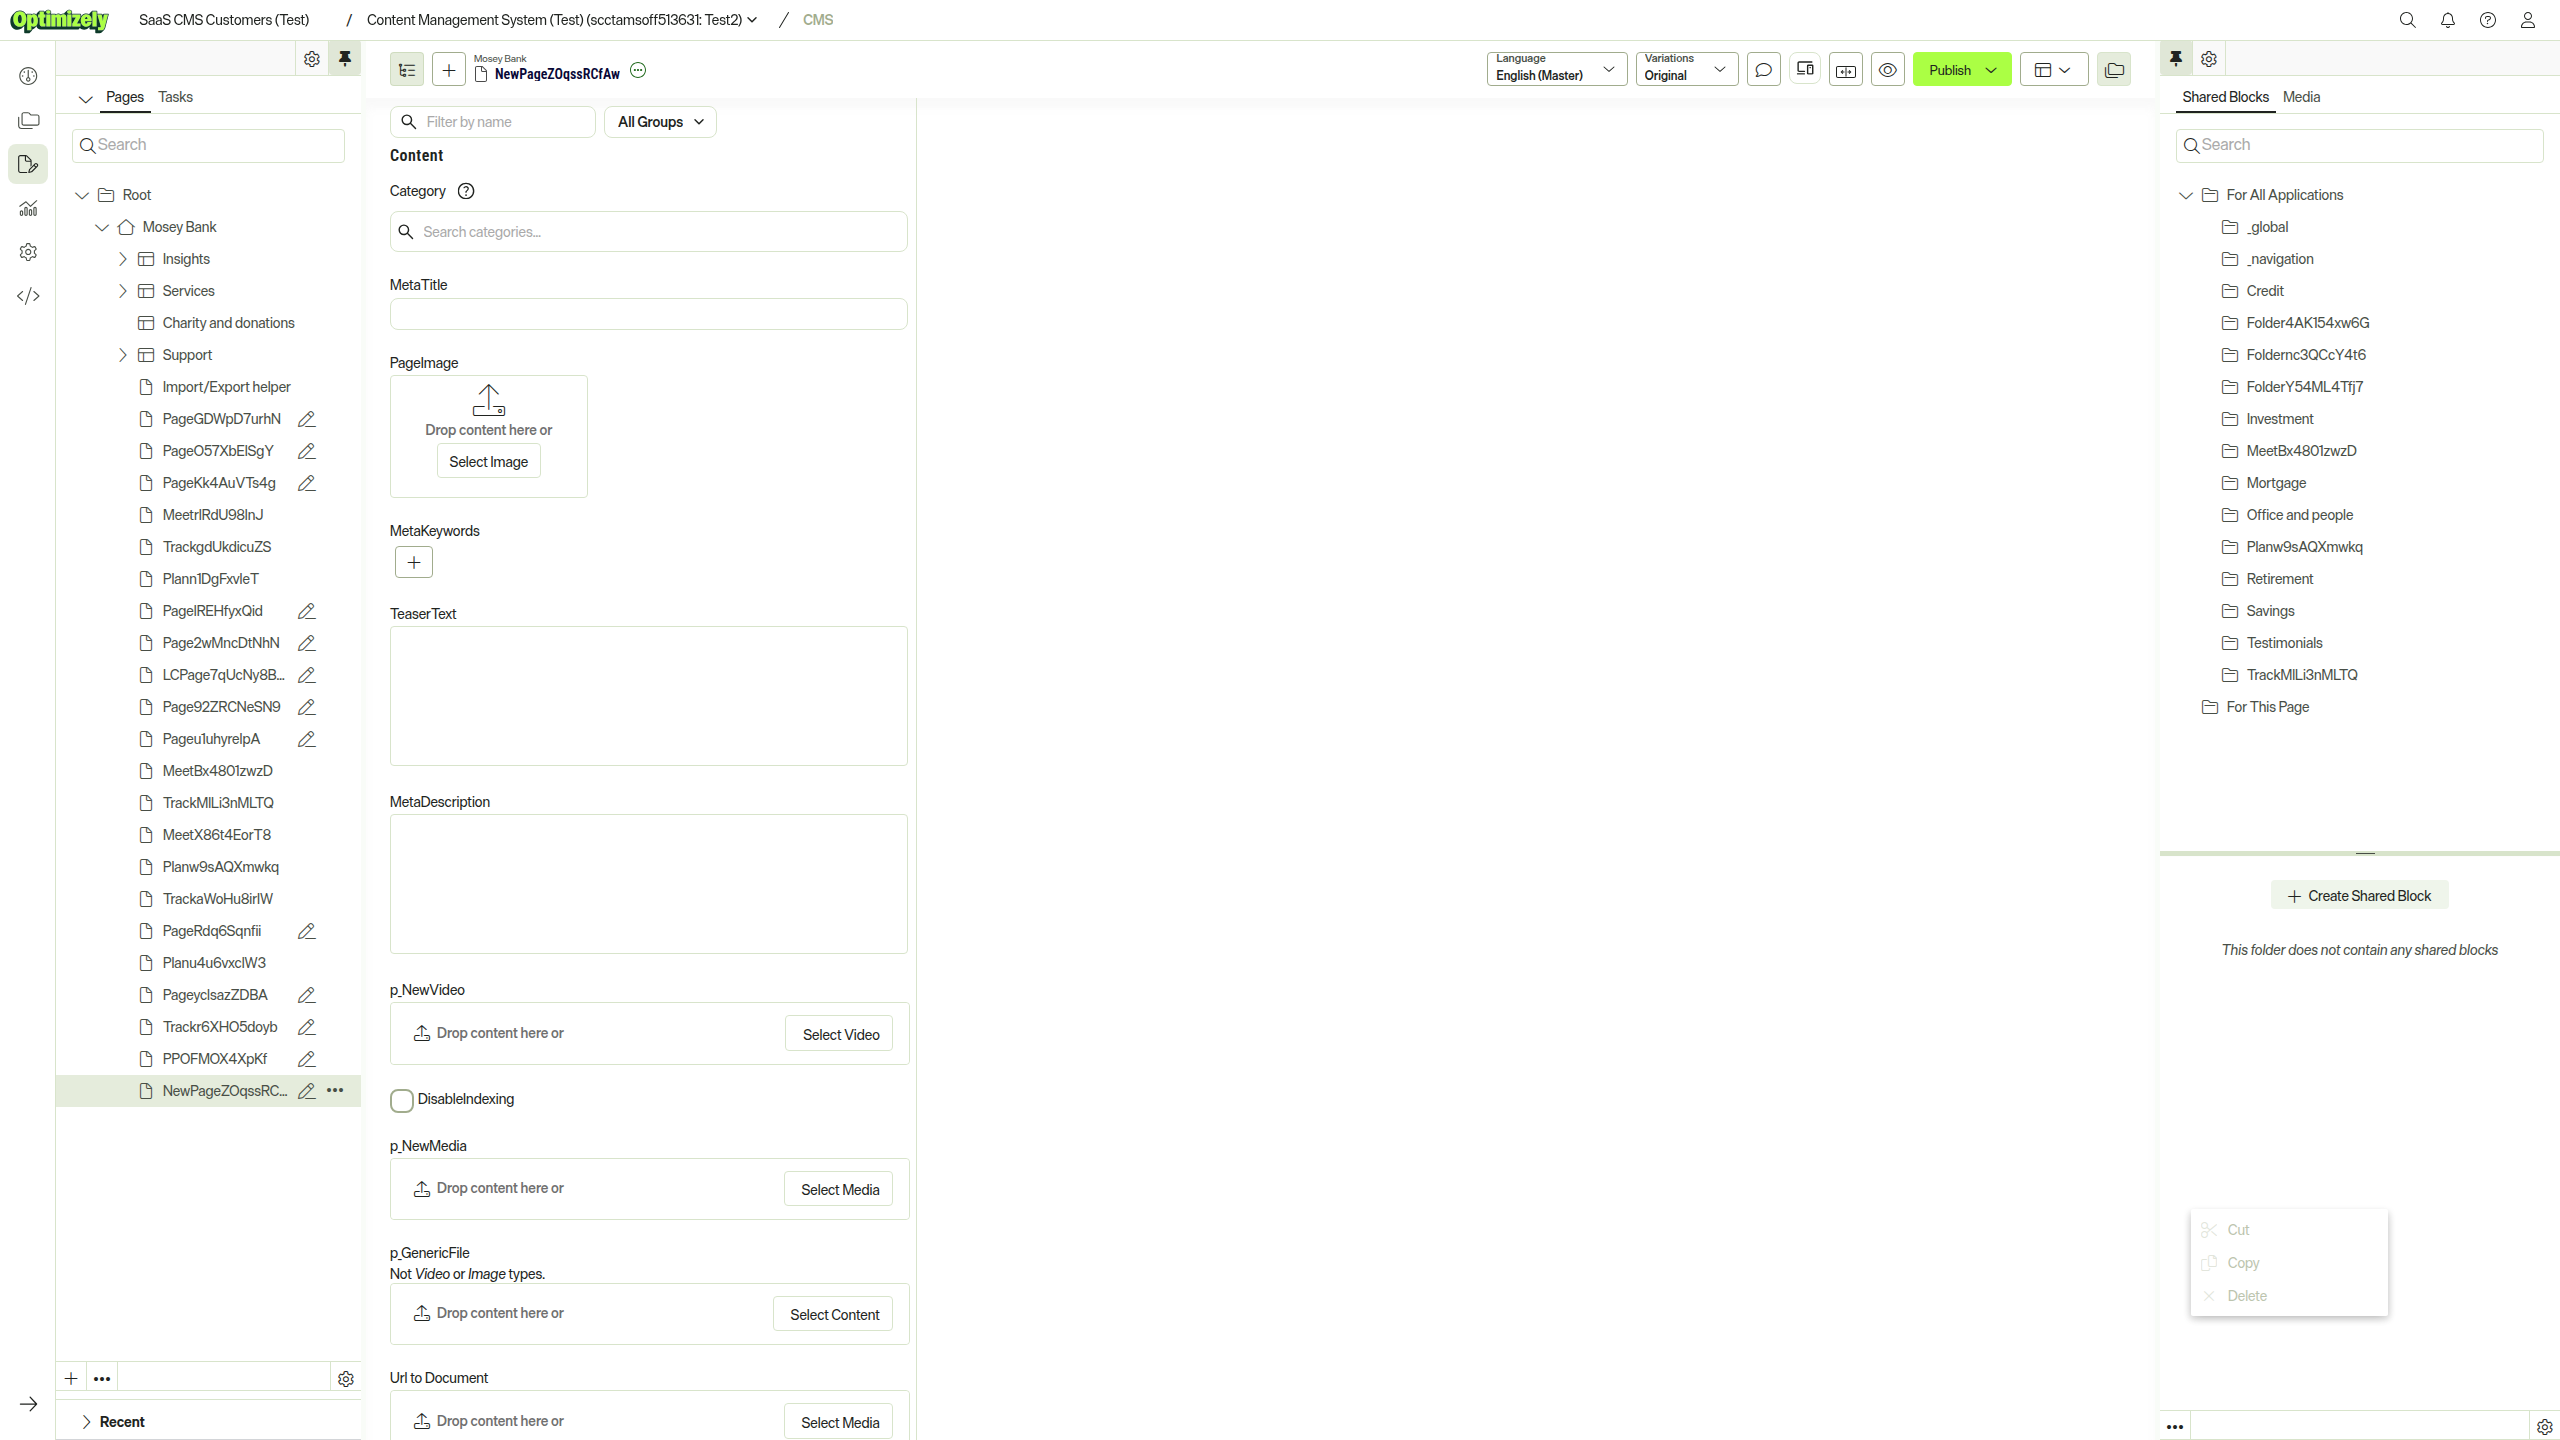 Optimizely
SaaS CMS Customers (Test) / Content Management System (Test) (scctamsoff513631: Test2) / CMS
Pages Tasks
Search
Root
Mosey Bank
Insights
Services
Charity and donations
Support
Import/Export helper
PageGDWpD7urhN
PageO57XbElSgY
PageKk4AuVTs4g
MeetrlRdU98lnJ
TrackgdUkdicuZS
Plann1DgFxvleT
PagelREHfyxQid
Page2wMncDtNhN
LCPage7qUcNy8B...
Page92ZRCNeSN9
Pageu1uhyrelpA
MeetBx4801zwzD
TrackMlLi3nMLTQ
MeetX86t4EorT8
Planw9sAQXmwkq
TrackaWoHu8irlW
PageRdq6Sqnfii
Planu4u6vxclW3
PageyclsazZDBA
Trackr6XHO5doyb
PPOFMOX4XpKf
NewPageZOqssRC...
Recent
Mosey Bank
NewPageZOqssRCfAw
Language
English (Master)
Variations
Original
Publish
Filter by name
All Groups
Content
Category
Search categories...
MetaTitle
PageImage
Drop content here or
Select Image
MetaKeywords
TeaserText
MetaDescription
p_NewVideo
Drop content here or
Select Video
DisableIndexing
p_NewMedia
Drop content here or
Select Media
p_GenericFile
Not Video or Image types.
Drop content here or
Select Content
Url to Document
Drop content here or
Select Media
Shared Blocks Media
Search
For All Applications
_global
_navigation
Credit
Folder4AK154xw6G
Foldernc3QCcY4t6
FolderY54ML4Tfj7
Investment
MeetBx4801zwzD
Mortgage
Office and people
Planw9sAQXmwkq
Retirement
Savings
Testimonials
TrackMlLi3nMLTQ
For This Page
Create Shared Block
This folder does not contain any shared blocks
Cut
Copy
Delete